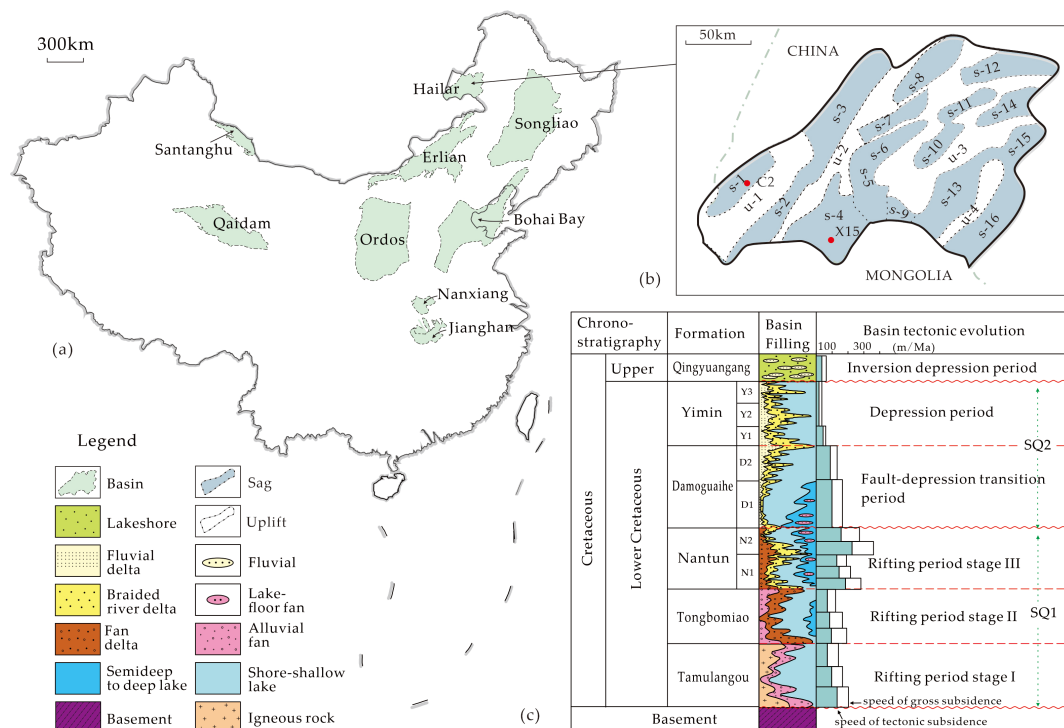 300km
Hailar
Songliao
Santanghu
Erlian
Qaidam
Ordos
Bohai Bay
Nanxiang
Jianghan
(a)
50km
CHINA
s-8
s-12
s-3
s-11
s-14
s-7
s-15
s-6
s-10
u-2
u-3
s-1
C2
s-5
s-13
u-1
s-2
s-4
s-9
u-4
s-16
X15
MONGOLIA
(b)
Legend
Basin
Sag
Lakeshore
Uplift
Fluvial
delta
Fluvial
Braided
river delta
Lake-
floor fan
Fan
delta
Alluvial
fan
Semideep
to deep lake
Shore-shallow
lake
Basement
Igneous rock
(c)
Chrono-
stratigraphy
Formation
Basin
Filling
Basin tectonic evolution
100 300 (m/Ma)
Cretaceous
Upper
Qingyuangang
Inversion depression period
Lower Cretaceous
Yimin
Y3
Y2
Y1
Depression period
SQ2
Damoguaihe
D2
D1
Fault-depression transition
period
Nantun
N2
N1
Rifting period stage III
Tongbomiao
Rifting period stage II
SQ1
Tamulangou
Rifting period stage I
speed of gross subsidence
Basement
speed of tectonic subsidence